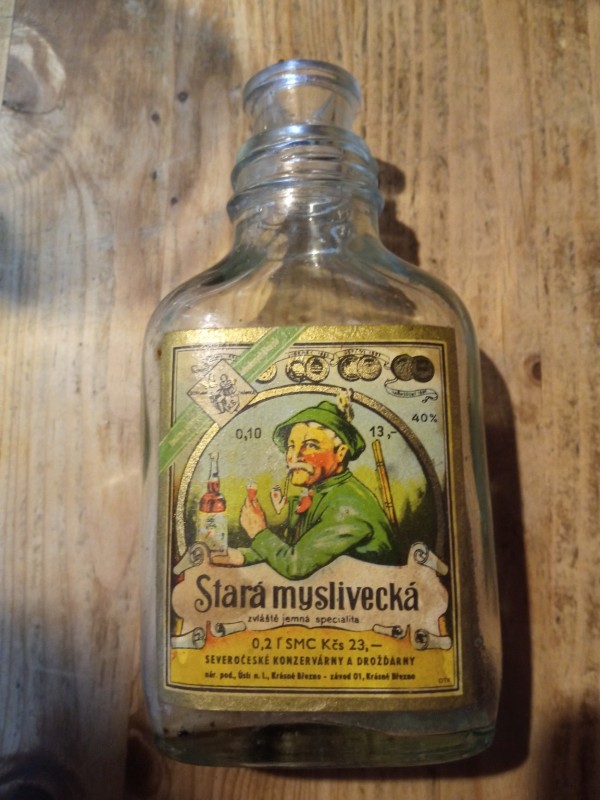 40%
0,10
13,-
Stará myslivecká
zvláště jemná specialita
0,2 l SMC Kčs 23,—
SEVEROČESKÉ KONZERVÁRNY A DROŽĎÁRNY
nár. pod., Ústí n. L., Krásné Březno - závod 01, Krásné Březno